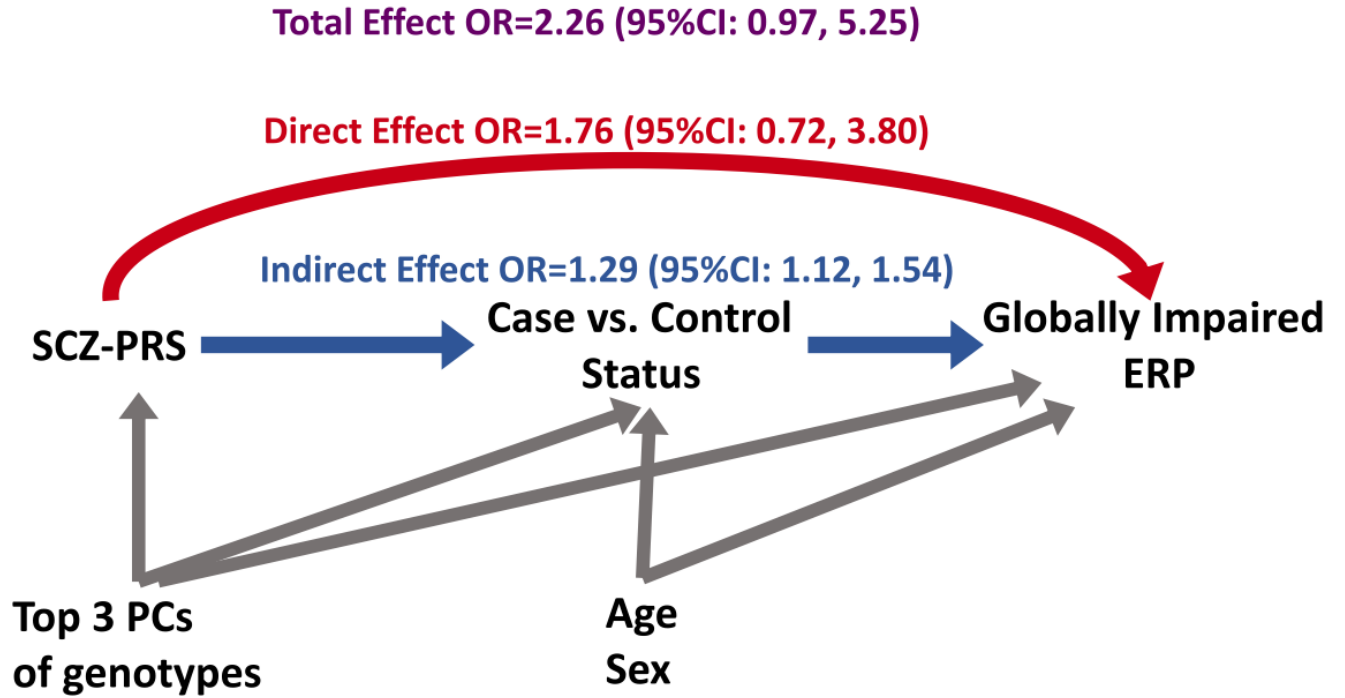 Total Effect OR=2.26 (95%CI: 0.97, 5.25)
Direct Effect OR=1.76 (95%CI: 0.72, 3.80)
Indirect Effect OR=1.29 (95%CI: 1.12, 1.54)
SCZ-PRS
Case vs. Control
Status
Globally Impaired
ERP
Top 3 PCs
of genotypes
Age
Sex